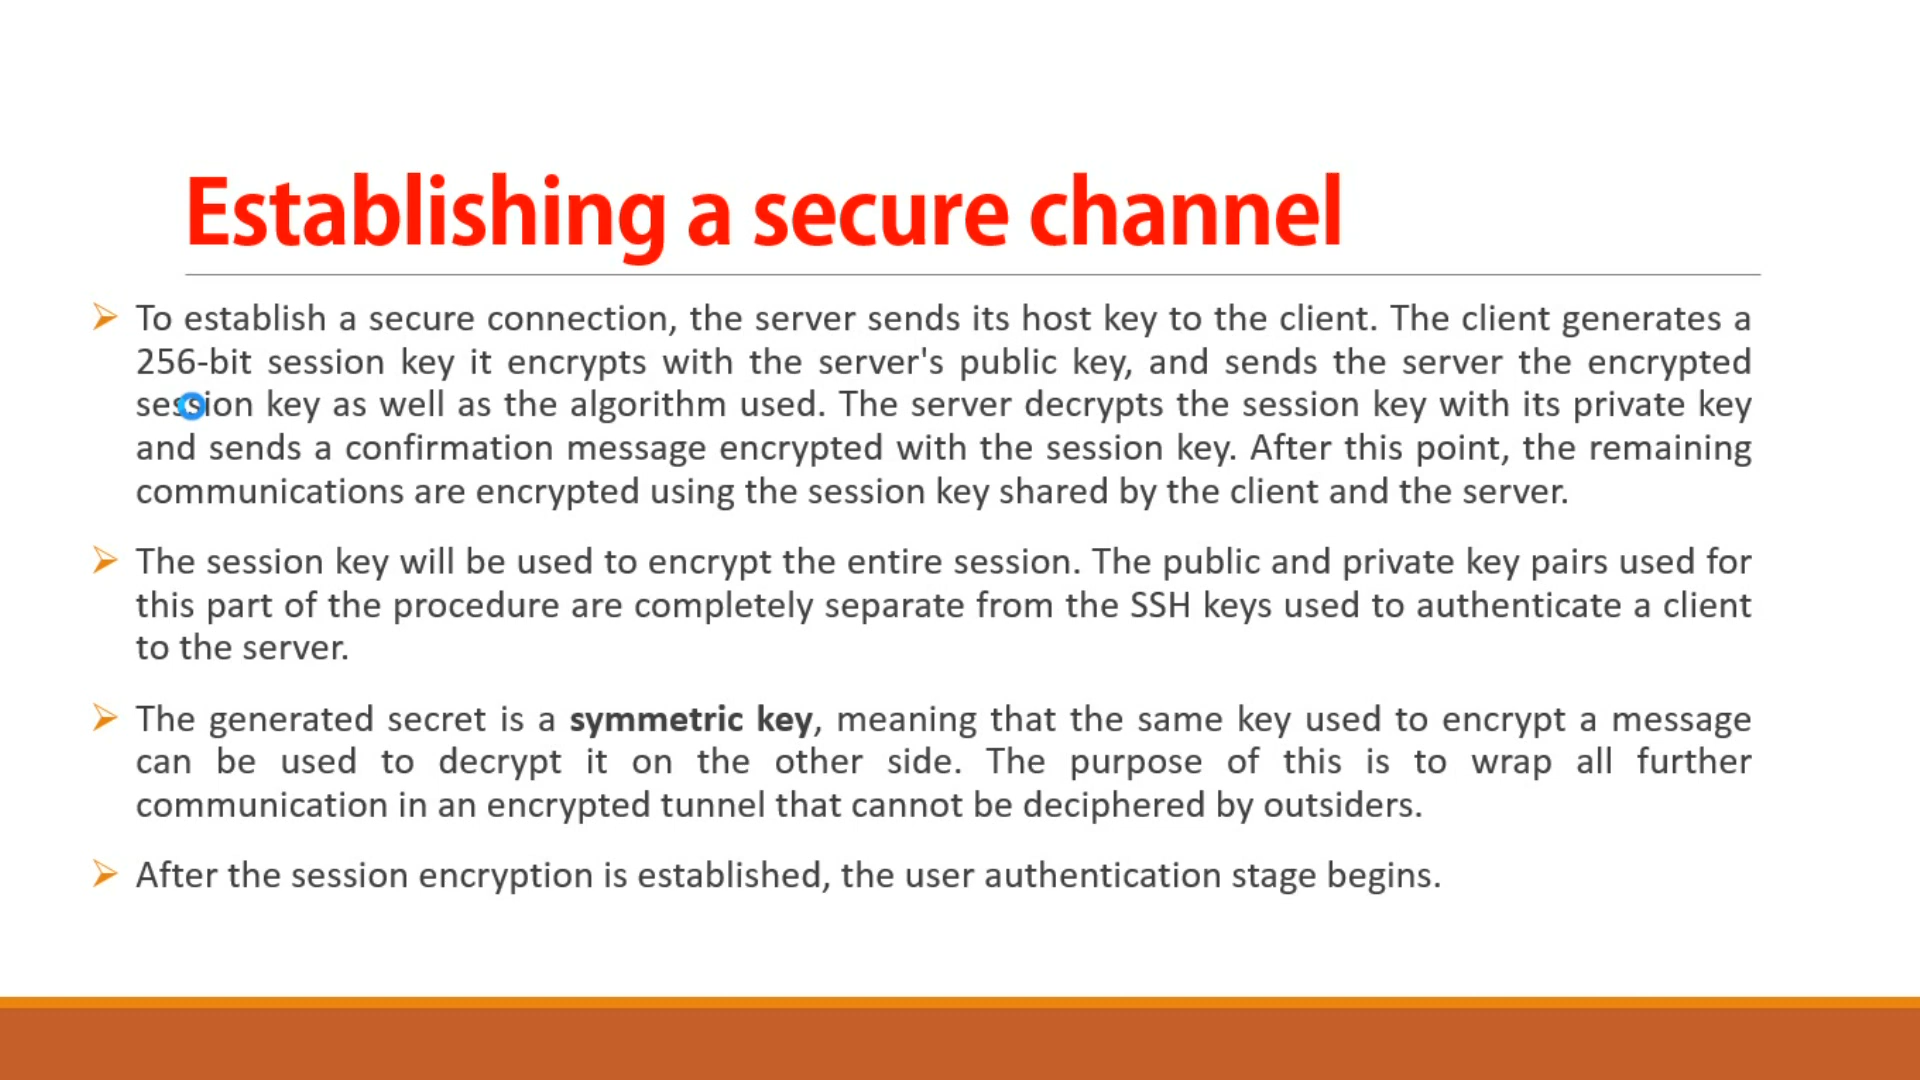 Establishing a secure channel
To establish a secure connection, the server sends its host key to the client. The client generates a
256-bit session key it encrypts with the server's public key, and sends the server the encrypted
session key as well as the algorithm used. The server decrypts the session key with its private key
and sends a confirmation message encrypted with the session key. After this point, the remaining
communications are encrypted using the session key shared by the client and the server.
The session key will be used to encrypt the entire session. The public and private key pairs used for
this part of the procedure are completely separate from the SSH keys used to authenticate a client
to the server.
The generated secret is a symmetric key, meaning that the same key used to encrypt a message
can be used to decrypt it on the other side. The purpose of this is to wrap all further
communication in an encrypted tunnel that cannot be deciphered by outsiders.
After the session encryption is established, the user authentication stage begins.